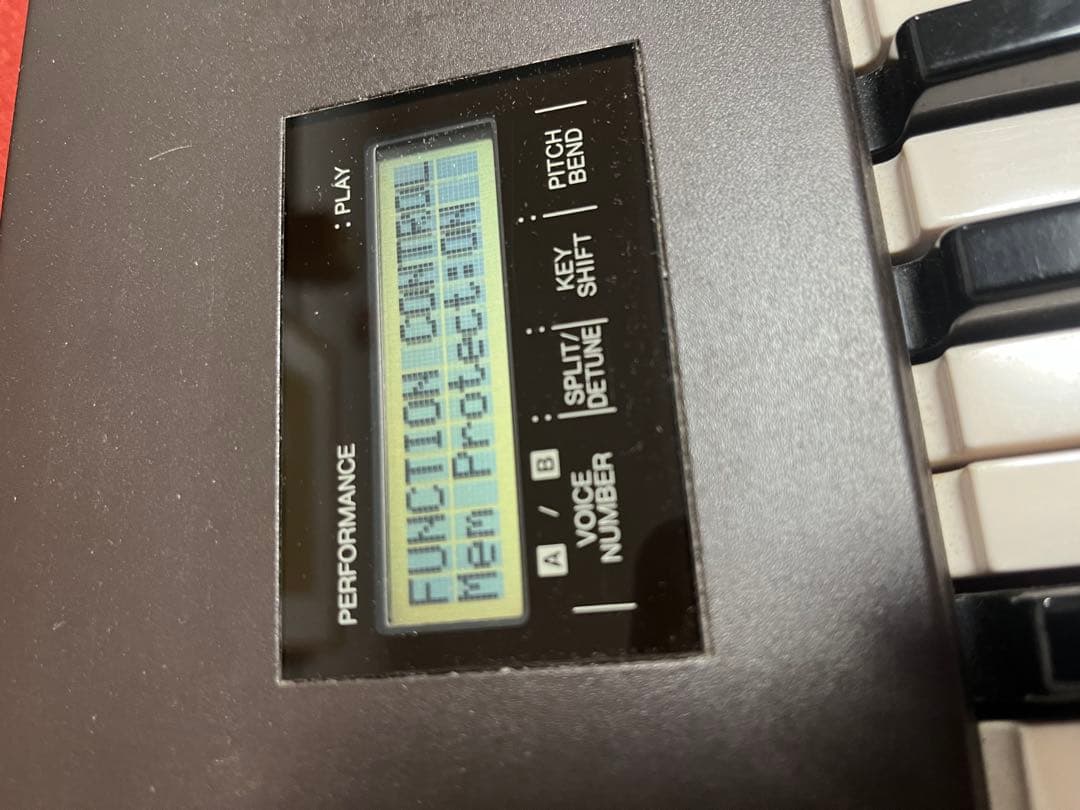 PERFORMANCE : PLAY
FUNCTION CONTROL
Mem Protect:ON
A / B
VOICE NUMBER
SPLIT/ DETUNE
KEY SHIFT
PITCH BEND